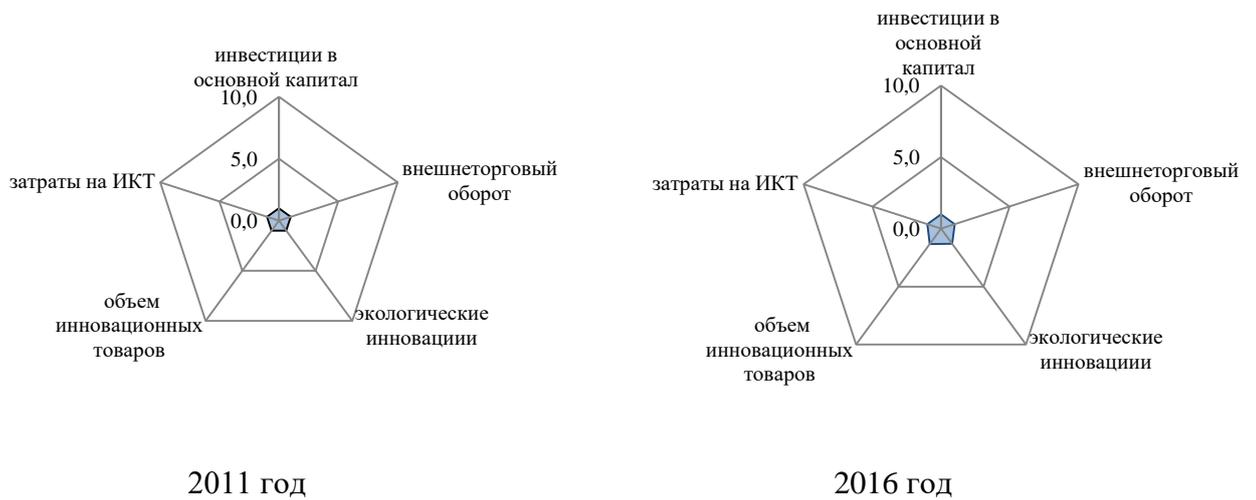 инвестиции в
основной капитал
10,0
5,0
0,0
внешнеторговый
оборот
экологические
инновациии
объем
инновационных
товаров
затраты на ИКТ
2011 год
инвестиции в
основной
капитал
10,0
5,0
0,0
внешнеторговый
оборот
экологические
инновациии
объем
инновационных
товаров
затраты на ИКТ
2016 год